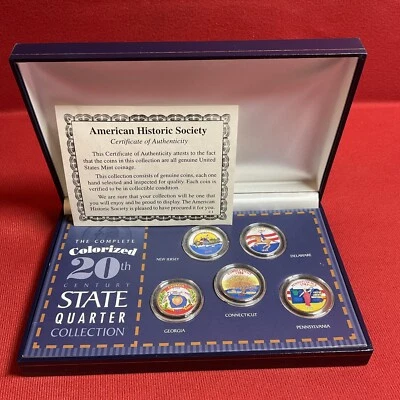 American Historic Society
Certificate of Authenticity
This Certificate of Authenticity attests to the fact
that the coins in this collection are all genuine United
States Mint coinage.
This collection consists of genuine coins, each one
hand selected and inspected for quality. Each coin is
verified to be in collectible condition.
We are sure that your collection will be one that
you will enjoy and be proud to display. The American
Historic Society is pleased to have procured it for you.
THE COMPLETE
Colorized
20th
CENTURY
STATE
QUARTER
COLLECTION
NEW JERSEY
DELAWARE
GEORGIA
CONNECTICUT
PENNSYLVANIA